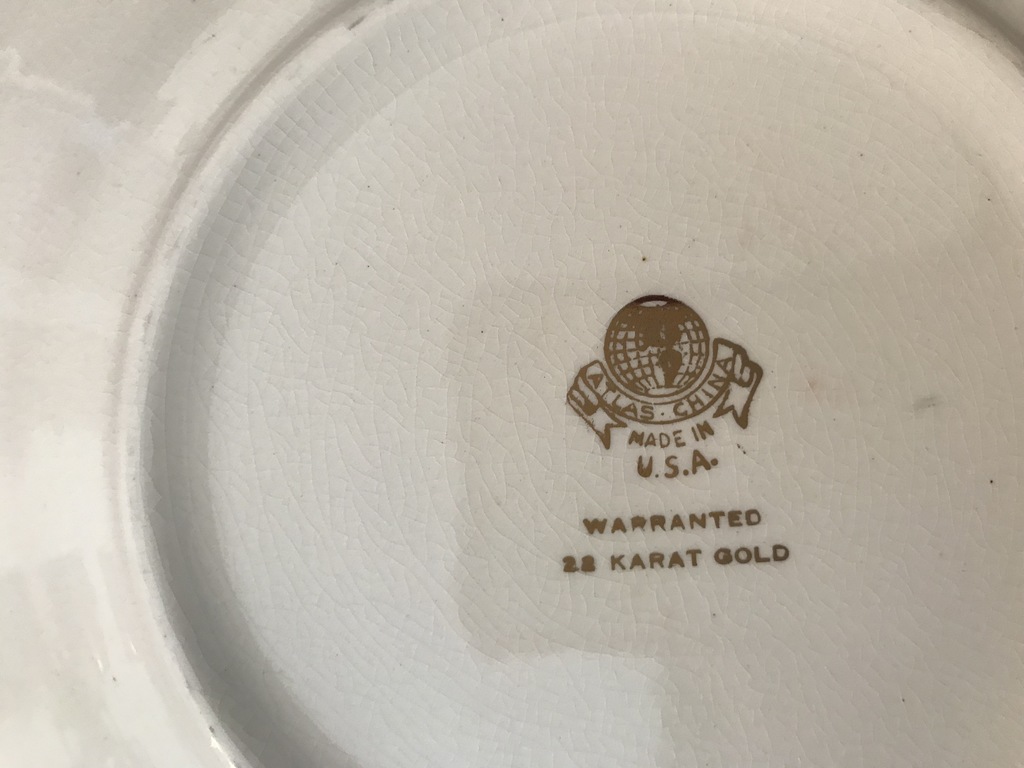 ATLAS · CHINA
MADE IN
U.S.A.
WARRANTED
22 KARAT GOLD